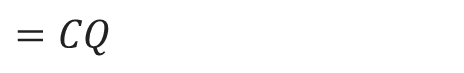 = CQ